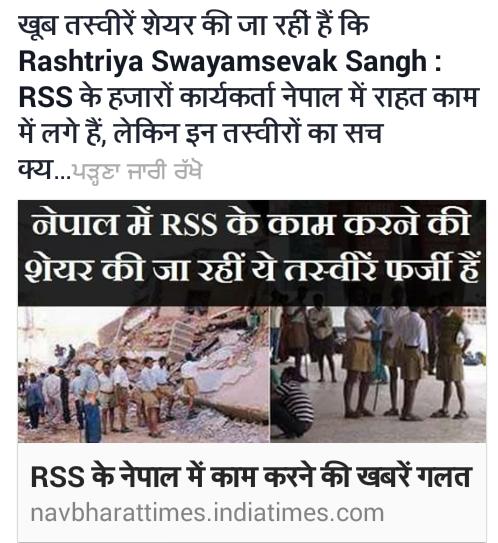 खूब तस्वीरें शेयर की जा रहीं हैं कि
Rashtriya Swayamsevak Sangh :
RSS के हजारों कार्यकर्ता नेपाल में राहत काम
में लगे हैं, लेकिन इन तस्वीरों का सच
क्य...ਪੜ੍ਹਣਾ ਜਾਰੀ ਰੱਖੋ
नेपाल में RSS के काम करने की
शेयर की जा रहीं ये तस्वीरें फर्जी हैं
RSS के नेपाल में काम करने की खबरें गलत
navbharattimes.indiatimes.com